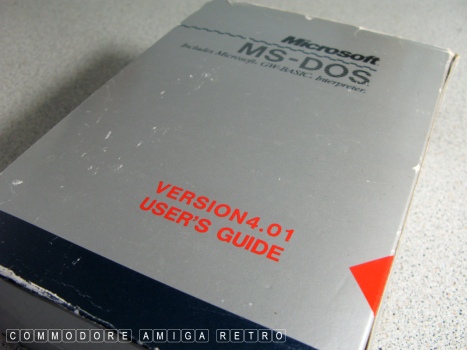 Microsoft
MS-DOS
Includes Microsoft. GW-BASIC. Interpreter.
VERSION 4.01
USER'S GUIDE
COMMODORE AMIGA RETRO